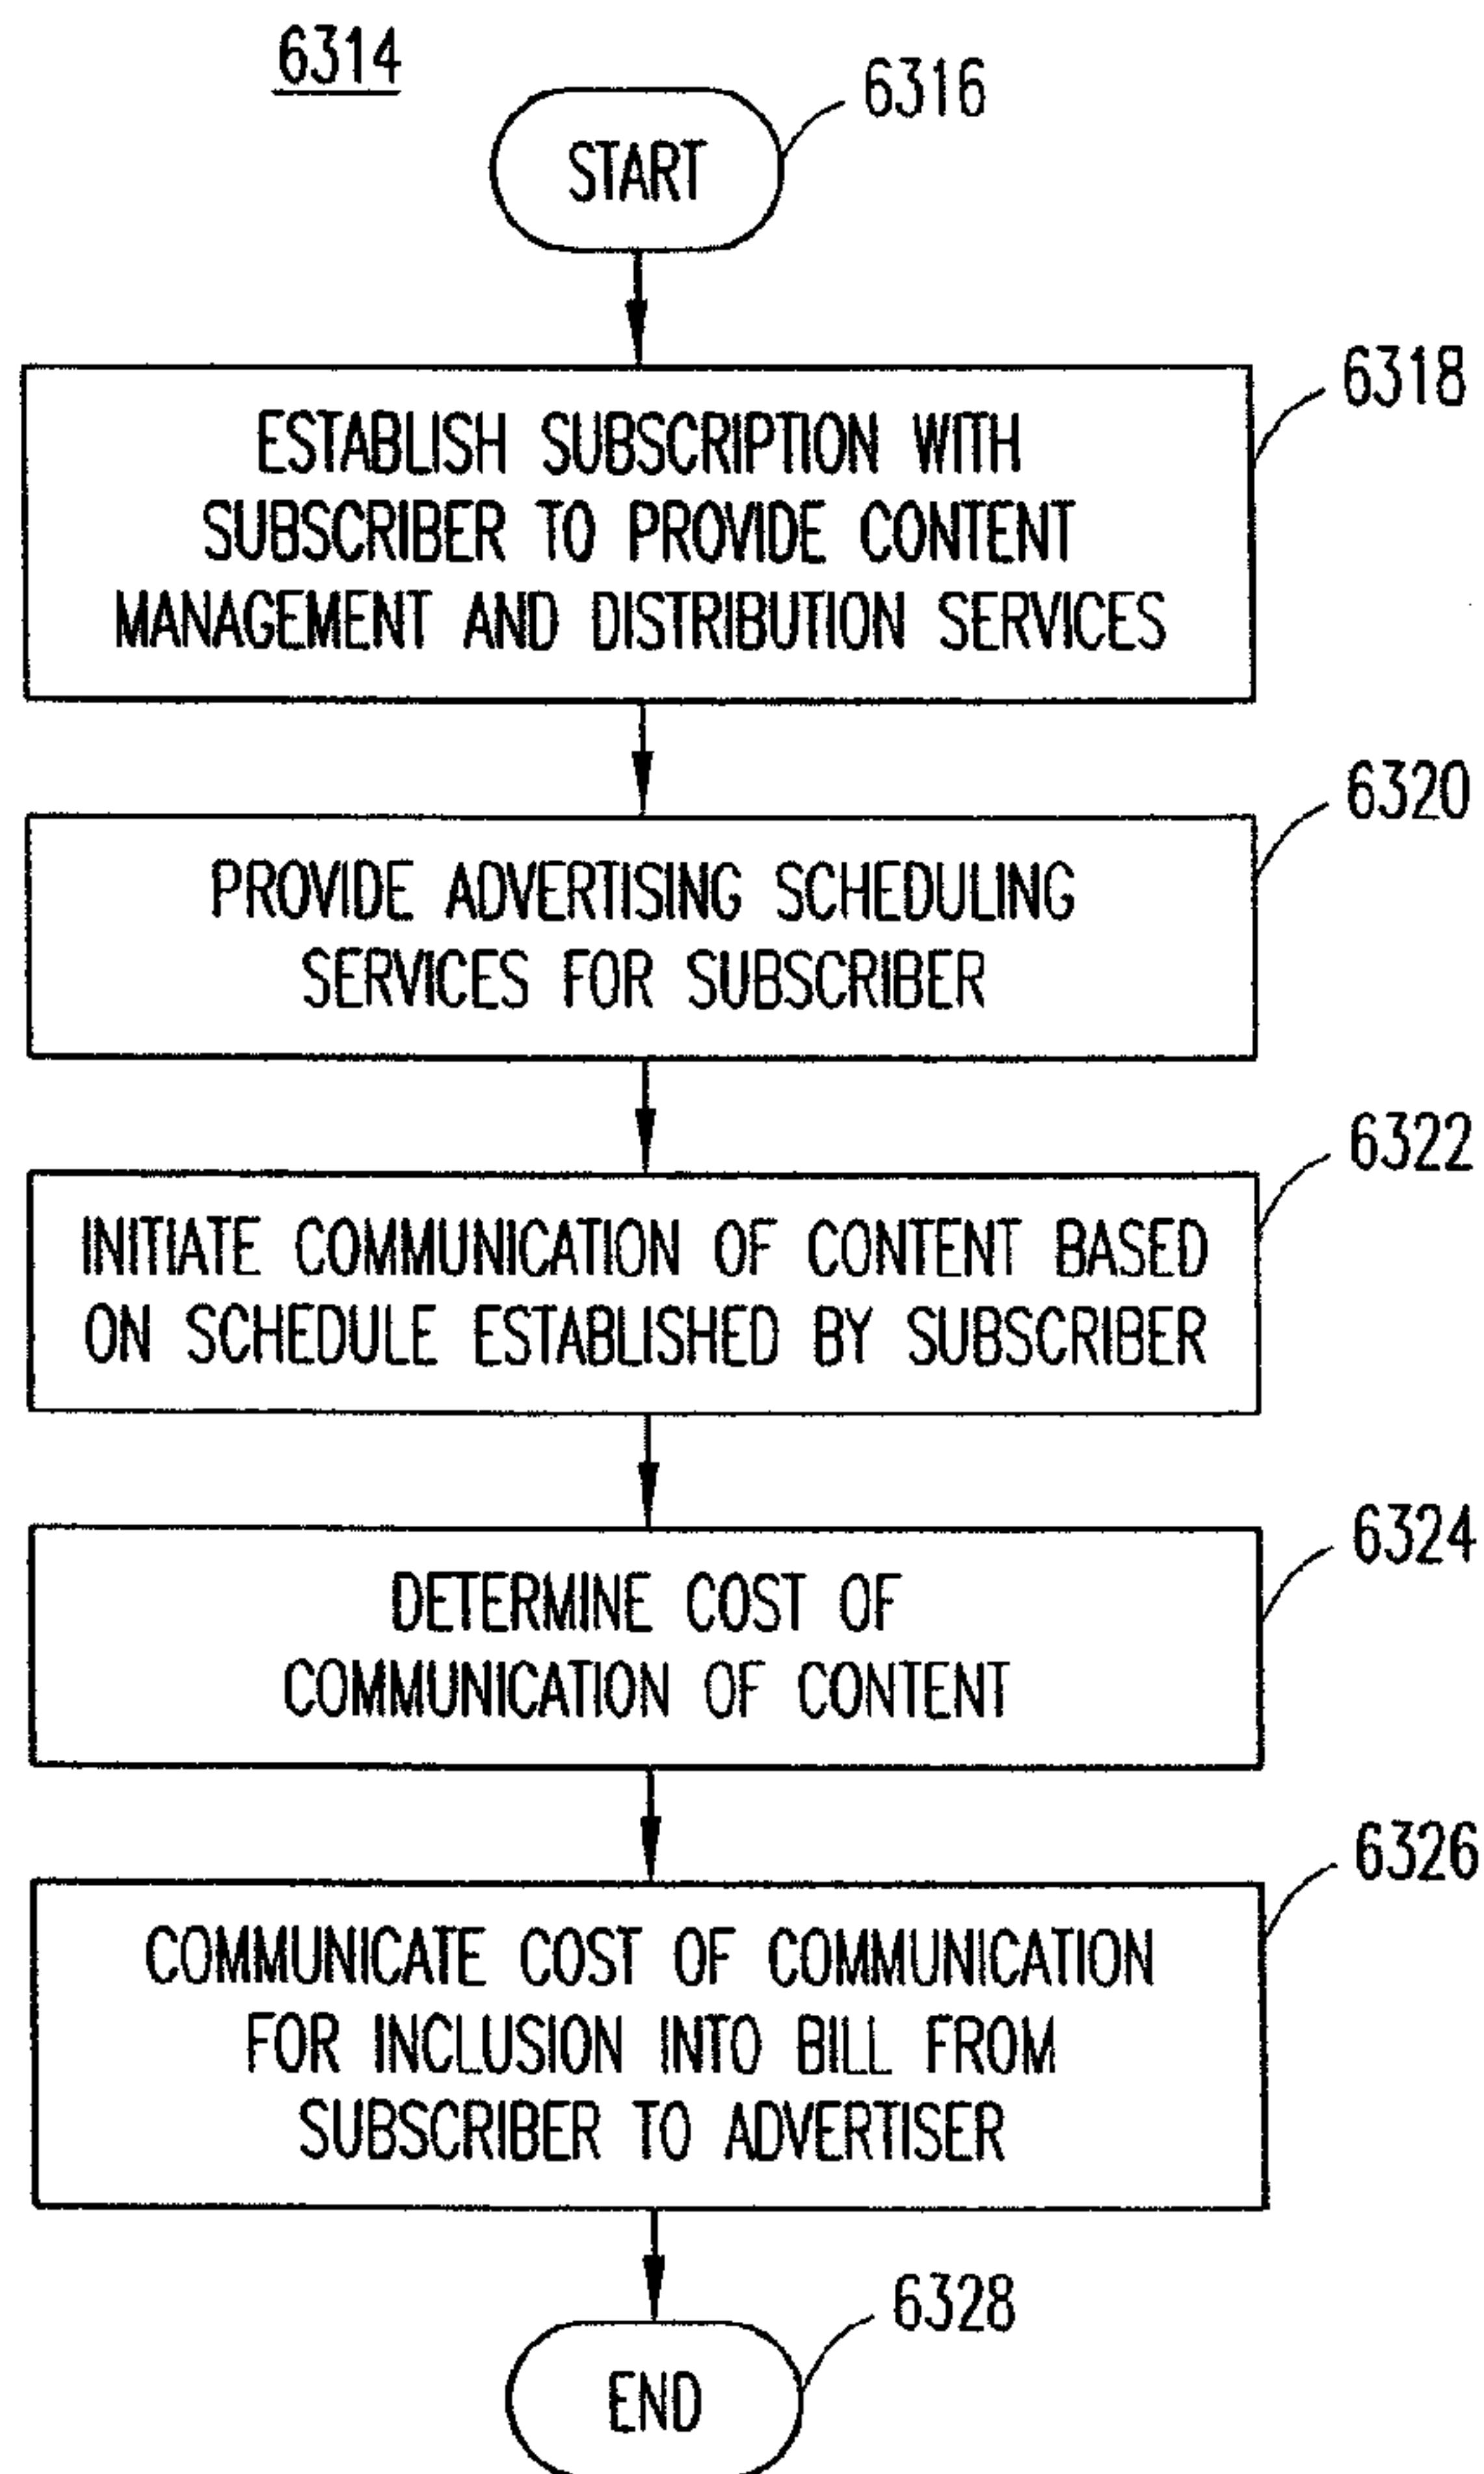 6314
6316
START
6318
ESTABLISH SUBSCRIPTION WITH
SUBSCRIBER TO PROVIDE CONTENT
MANAGEMENT AND DISTRIBUTION SERVICES
6320
PROVIDE ADVERTISING SCHEDULING
SERVICES FOR SUBSCRIBER
6322
INITIATE COMMUNICATION OF CONTENT BASED
ON SCHEDULE ESTABLISHED BY SUBSCRIBER
6324
DETERMINE COST OF
COMMUNICATION OF CONTENT
6326
COMMUNICATE COST OF COMMUNICATION
FOR INCLUSION INTO BILL FROM
SUBSCRIBER TO ADVERTISER
6328
END